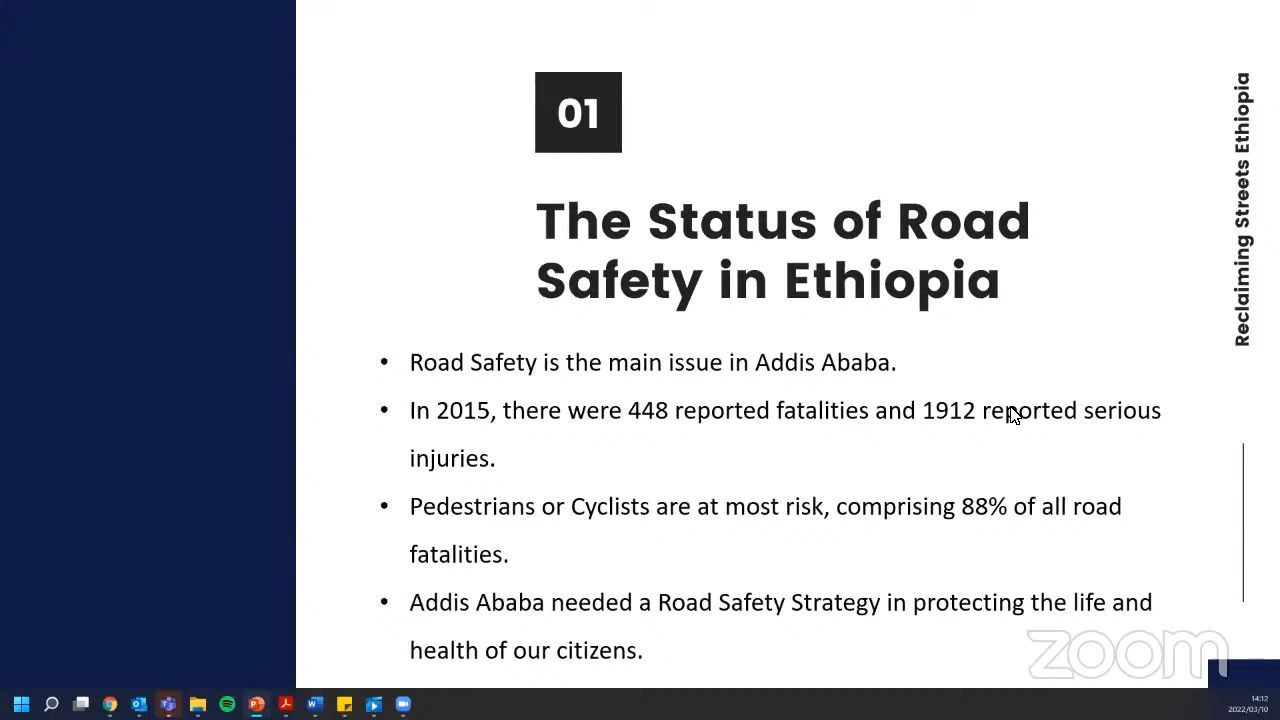 01
The Status of Road
Safety in Ethiopia
Reclaiming Streets Ethiopia
• Road Safety is the main issue in Addis Ababa.
• In 2015, there were 448 reported fatalities and 1912 reported serious
injuries.
• Pedestrians or Cyclists are at most risk, comprising 88% of all road
fatalities.
• Addis Ababa needed a Road Safety Strategy in protecting the life and
health of our citizens.
zoom
14:12
2022/03/10